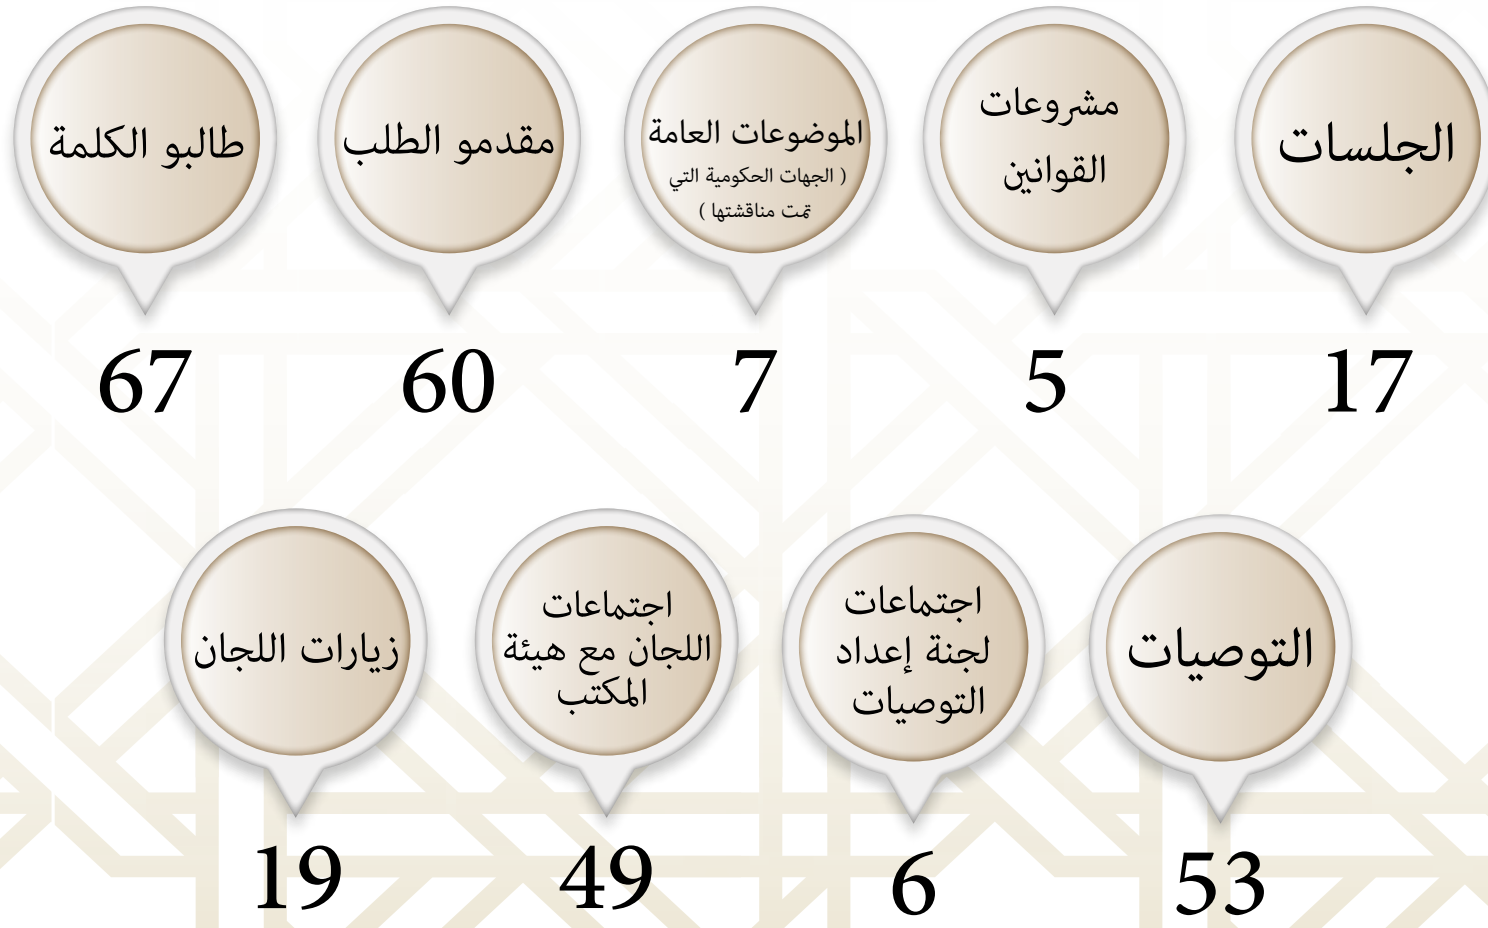 الجلسات
17
مشروعات
القوانين
5
الموضوعات العامة
( الجهات الحكومية التي
تمت مناقشتها )
7
مقدمو الطلب
60
طالبو الكلمة
67
التوصيات
53
اجتماعات
لجنة إعداد
التوصيات
6
اجتماعات
اللجان مع هيئة
المكتب
49
زيارات اللجان
19